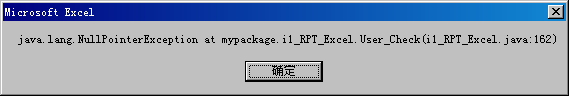 Microsoft Excel
java.lang.NullPointerException at mypackage.i1_RPT_Excel.User_Check(i1_RPT_Excel.java:162)
确定